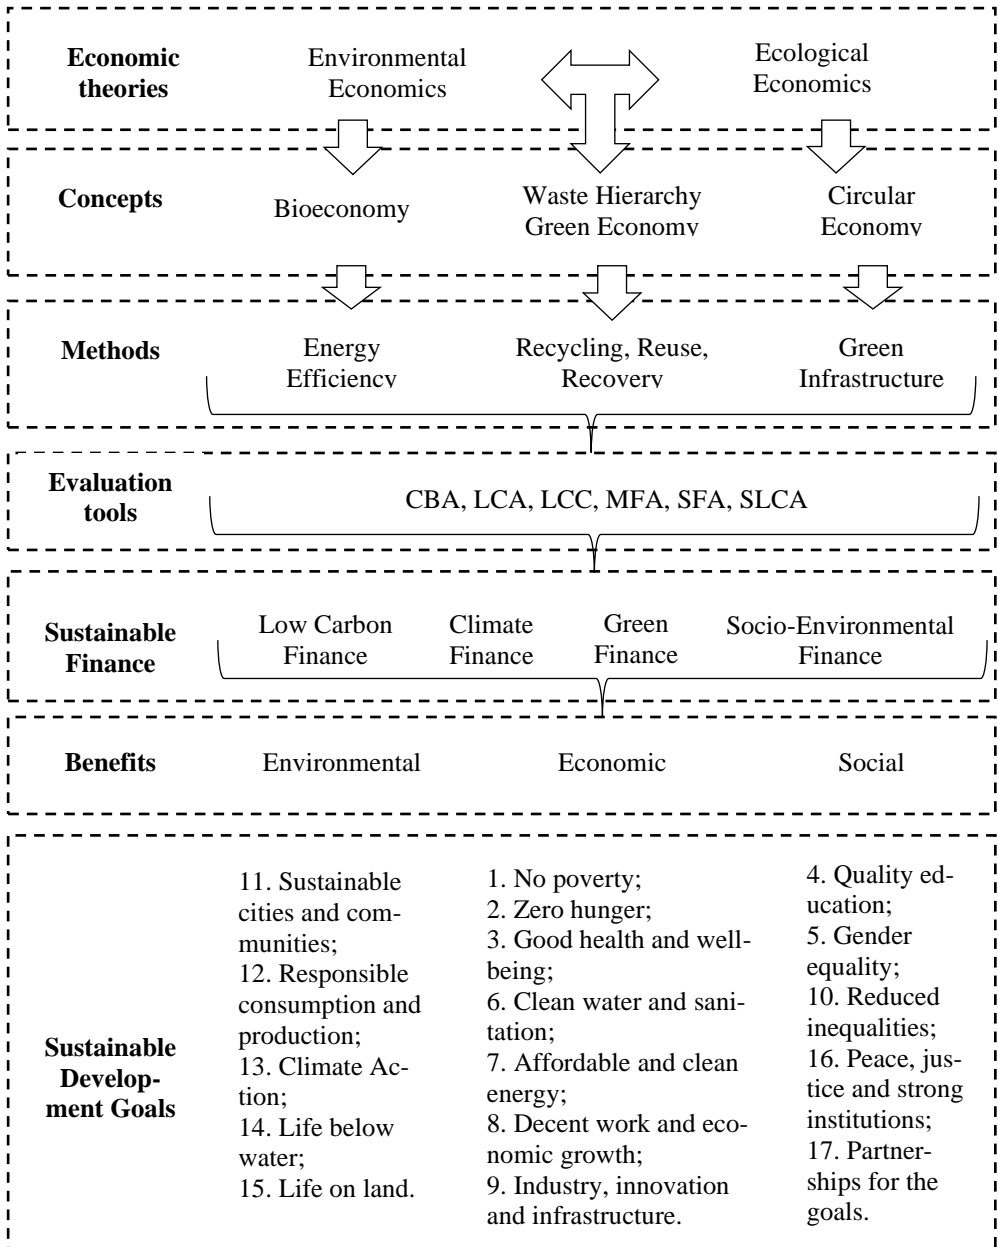 Economic
theories
Environmental
Economics
Ecological
Economics
Concepts
Bioeconomy
Waste Hierarchy
Green Economy
Circular
Economy
Methods
Energy
Efficiency
Recycling, Reuse,
Recovery
Green
Infrastructure
Evaluation
tools
CBA, LCA, LCC, MFA, SFA, SLCA
Sustainable
Finance
Low Carbon
Finance
Climate
Finance
Green
Finance
Socio-Environmental
Finance
Benefits
Environmental
Economic
Social
Sustainable
Develop-
ment Goals
11. Sustainable
cities and com-
munities;
12. Responsible
consumption and
production;
13. Climate Ac-
tion;
14. Life below
water;
15. Life on land.
1. No poverty;
2. Zero hunger;
3. Good health and well-
being;
6. Clean water and sani-
tation;
7. Affordable and clean
energy;
8. Decent work and eco-
nomic growth;
9. Industry, innovation
and infrastructure.
4. Quality ed-
ucation;
5. Gender
equality;
10. Reduced
inequalities;
16. Peace, jus-
tice and strong
institutions;
17. Partner-
ships for the
goals.